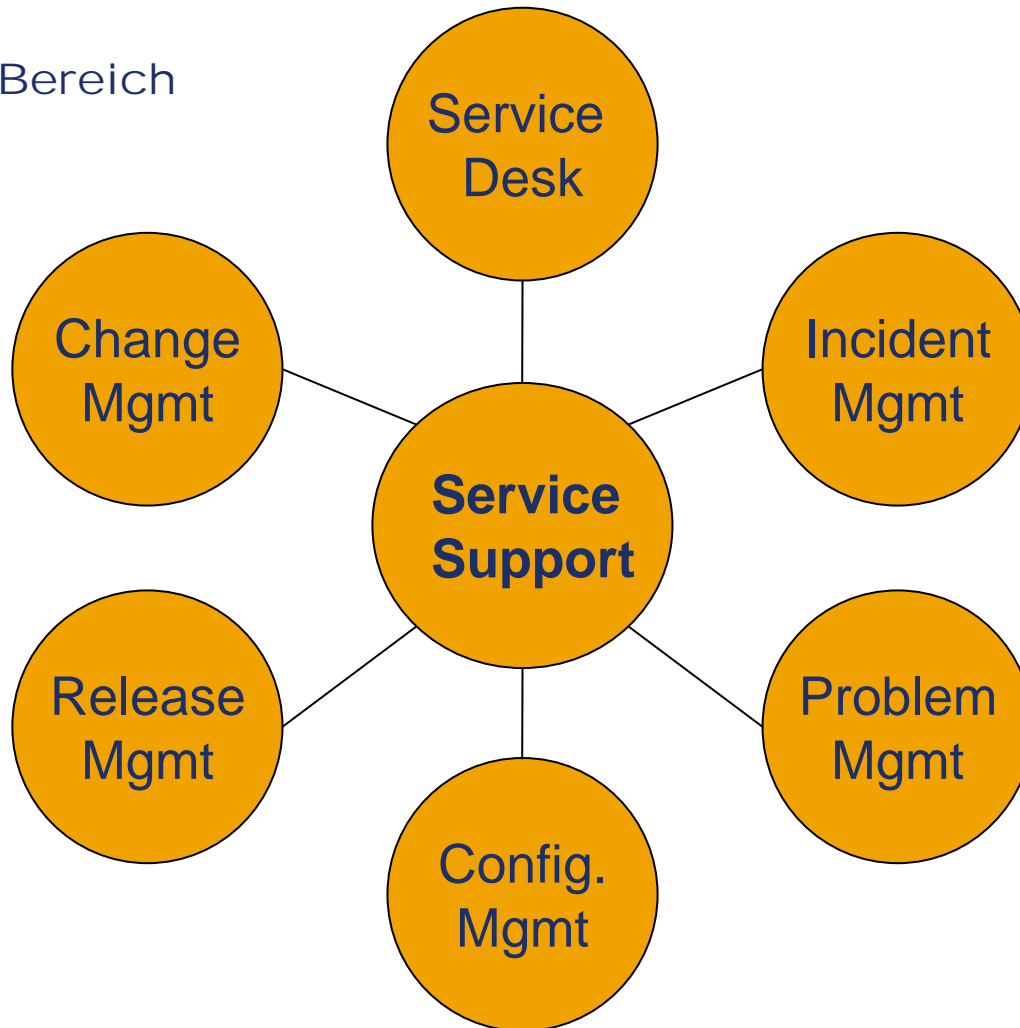 Bereich
Service
Desk
Change
Mgmt
Incident
Mgmt
Service
Support
Release
Mgmt
Problem
Mgmt
Config.
Mgmt